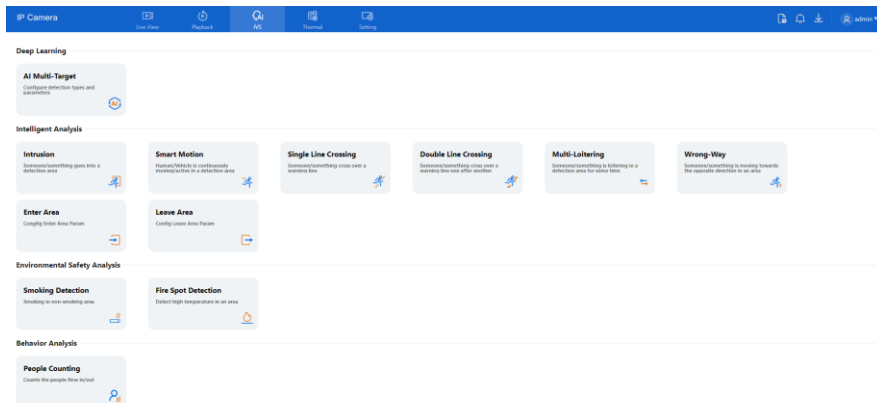 IP Camera
Live View Playback IVS Thermal Setting
admin
Deep Learning
AI Multi-Target
Configure detection types and
parameters
AI
Intelligent Analysis
Intrusion
Someone/something goes into a
detection area
Smart Motion
Human/Vehicle is continuously
moving/active in a detection area
Single Line Crossing
Someone/something cross over a
warning line
Double Line Crossing
Someone/something cross over a
warning line one after another
Multi-Loitering
Someone/something is loitering in a
detection area for some time
Wrong-Way
Someone/something is moving towards
the opposite direction in an area
Enter Area
Congfig Enter Area Param
Leave Area
Config Leave Area Param
Environmental Safety Analysis
Smoking Detection
Smoking in non-smoking area
Fire Spot Detection
Detect high temperature in an area
Behavior Analysis
People Counting
Counts the people flow in/out